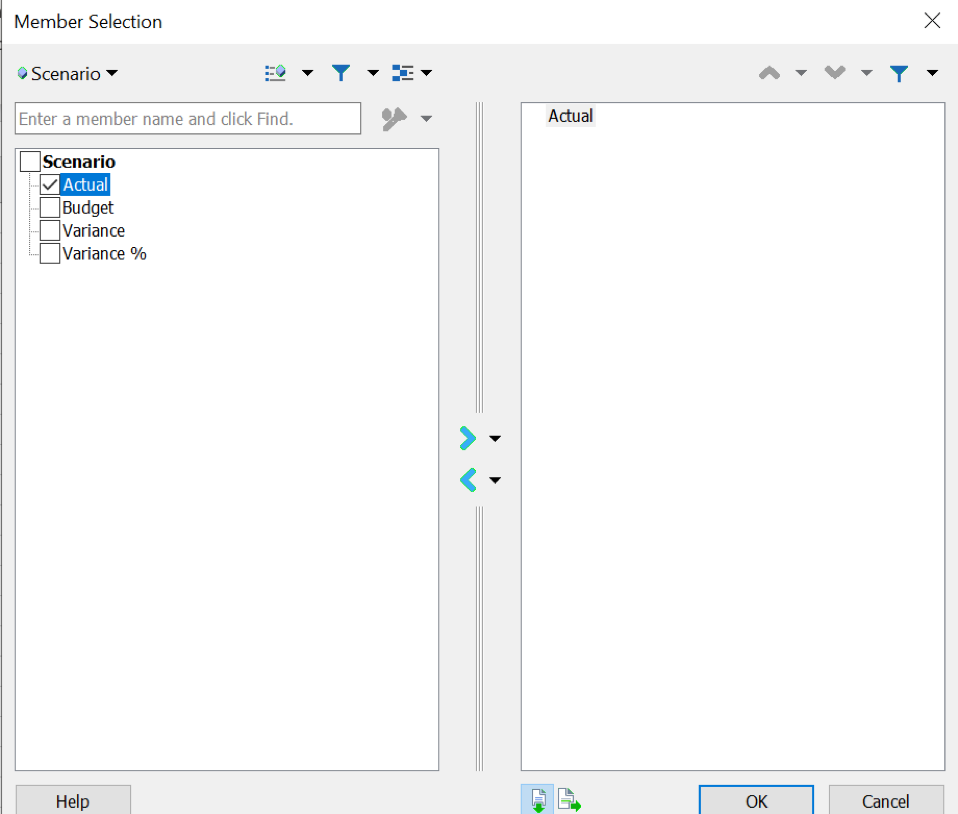 Member Selection
Scenario
Enter a member name and click Find.
Scenario
Actual
Budget
Variance
Variance %
Actual
Help
OK
Cancel